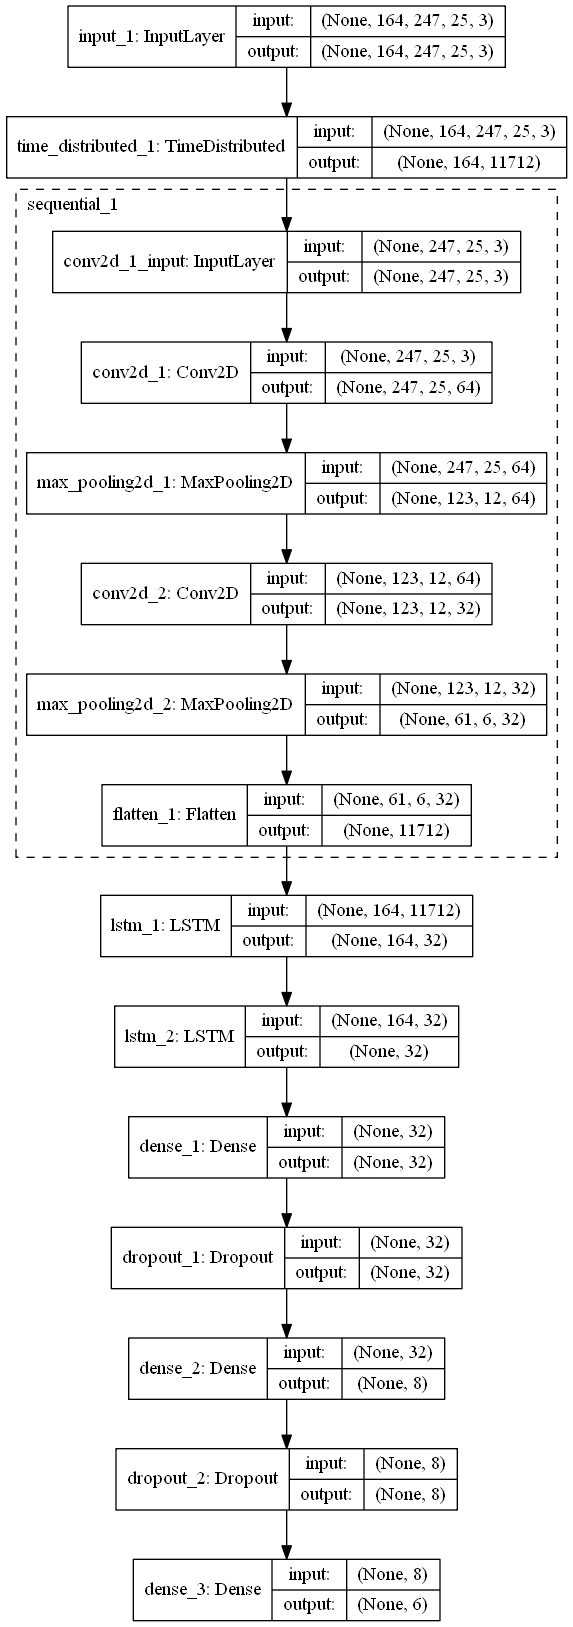 input_1: InputLayer
input: (None, 164, 247, 25, 3)
output: (None, 164, 247, 25, 3)
time_distributed_1: TimeDistributed
input: (None, 164, 247, 25, 3)
output: (None, 164, 11712)
sequential_1
conv2d_1_input: InputLayer
input: (None, 247, 25, 3)
output: (None, 247, 25, 3)
conv2d_1: Conv2D
input: (None, 247, 25, 3)
output: (None, 247, 25, 64)
max_pooling2d_1: MaxPooling2D
input: (None, 247, 25, 64)
output: (None, 123, 12, 64)
conv2d_2: Conv2D
input: (None, 123, 12, 64)
output: (None, 123, 12, 32)
max_pooling2d_2: MaxPooling2D
input: (None, 123, 12, 32)
output: (None, 61, 6, 32)
flatten_1: Flatten
input: (None, 61, 6, 32)
output: (None, 11712)
lstm_1: LSTM
input: (None, 164, 11712)
output: (None, 164, 32)
lstm_2: LSTM
input: (None, 164, 32)
output: (None, 32)
dense_1: Dense
input: (None, 32)
output: (None, 32)
dropout_1: Dropout
input: (None, 32)
output: (None, 32)
dense_2: Dense
input: (None, 32)
output: (None, 8)
dropout_2: Dropout
input: (None, 8)
output: (None, 8)
dense_3: Dense
input: (None, 8)
output: (None, 6)